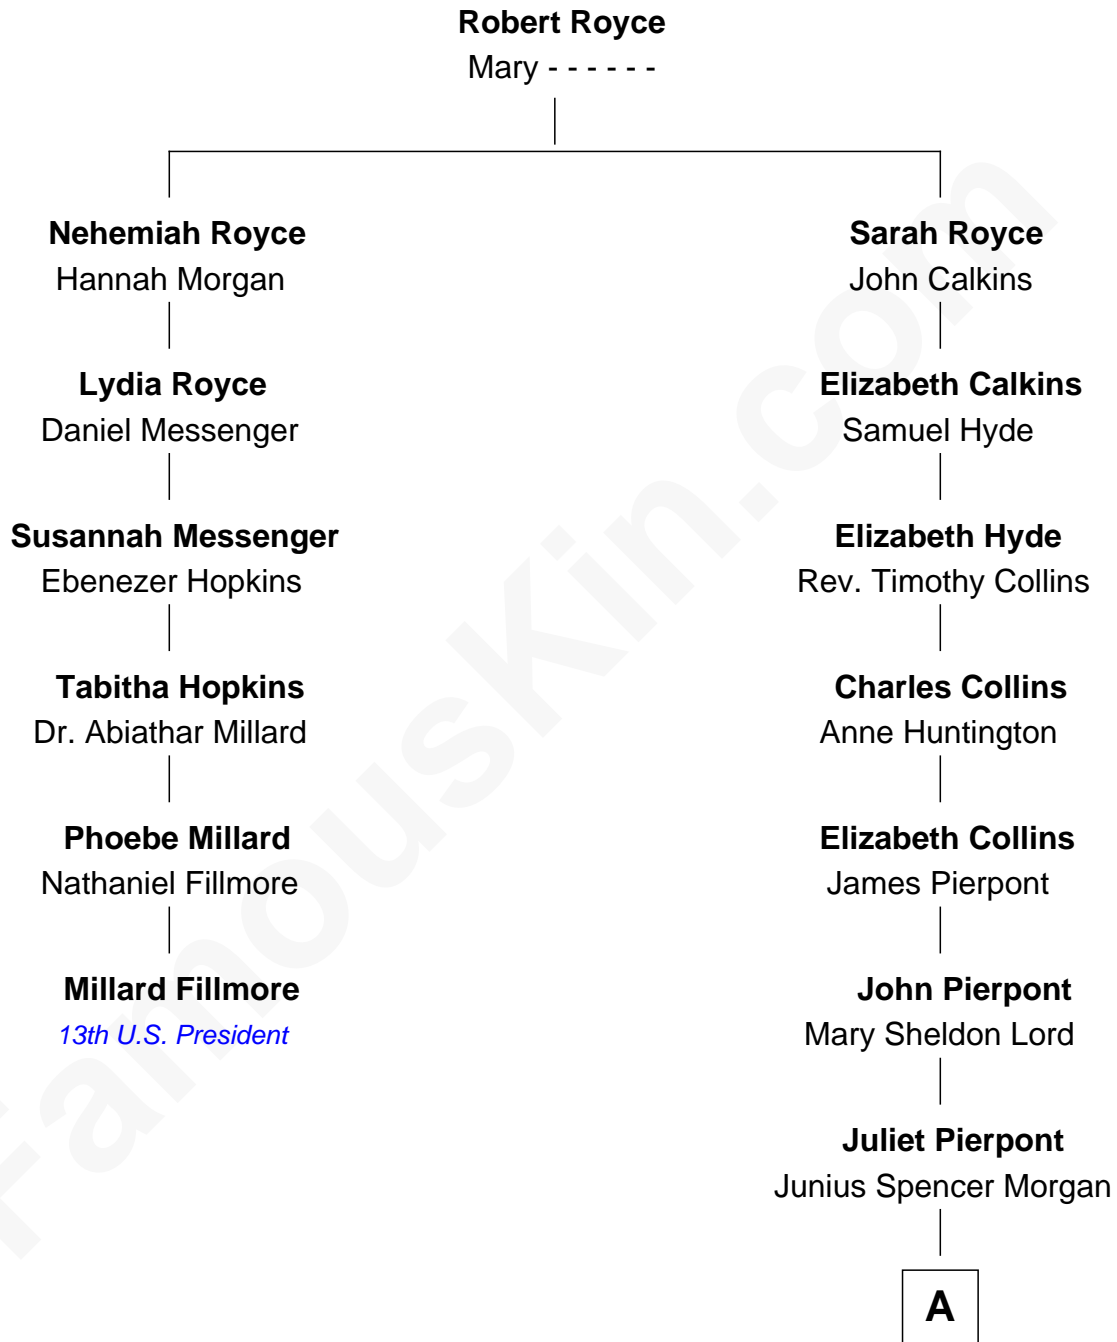 Robert Royce
Mary - - - - - -
Nehemiah Royce
Hannah Morgan
Lydia Royce
Daniel Messenger
Susannah Messenger
Ebenezer Hopkins
Tabitha Hopkins
Dr. Abiathar Millard
Phoebe Millard
Nathaniel Fillmore
Millard Fillmore
13th U.S. President
Sarah Royce
John Calkins
Elizabeth Calkins
Samuel Hyde
Elizabeth Hyde
Rev. Timothy Collins
Charles Collins
Anne Huntington
Elizabeth Collins
James Pierpont
John Pierpont
Mary Sheldon Lord
Juliet Pierpont
Junius Spencer Morgan
A
FamousKin.com